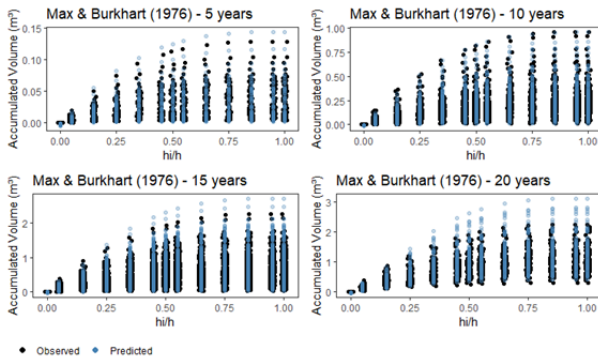 Max & Burkhart (1976) - 5 years
Accumulated Volume (m³)
0.15
0.10
0.05
0.00
0.00 0.25 0.50 0.75 1.00
hi/h
Max & Burkhart (1976) - 10 years
Accumulated Volume (m³)
1.00
0.75
0.50
0.25
0.00
0.00 0.25 0.50 0.75 1.00
hi/h
Max & Burkhart (1976) - 15 years
Accumulated Volume (m³)
2
1
0
0.00 0.25 0.50 0.75 1.00
hi/h
Max & Burkhart (1976) - 20 years
Accumulated Volume (m³)
3
2
1
0
0.00 0.25 0.50 0.75 1.00
hi/h
Observed Predicted